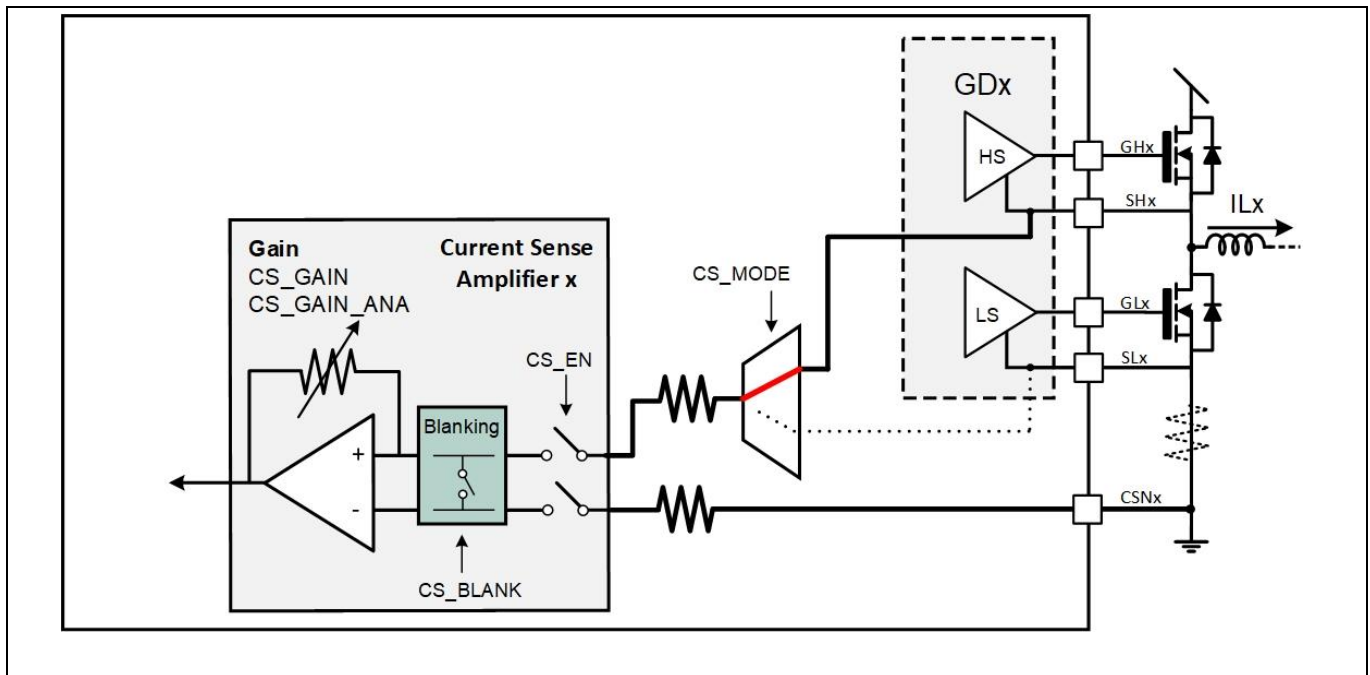 GDx
HS
GHx
SHx
ILx
LS
GLx
SLx
CS_MODE
Gain
CS_GAIN
CS_GAIN_ANA
Current Sense
Amplifier x
CS_EN
Blanking
+
-
CS_BLANK
CSNx